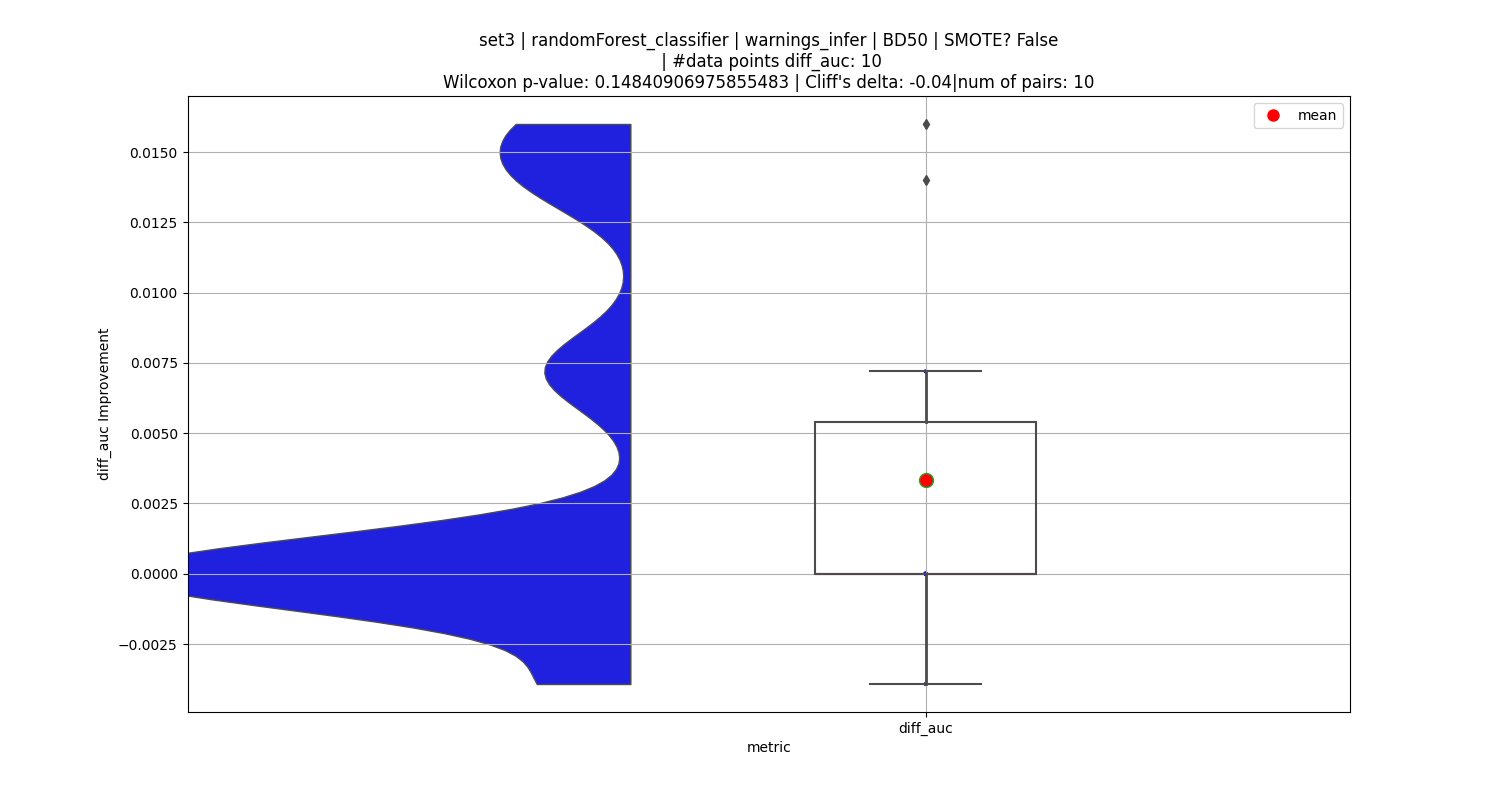 set3 | randomForest_classifier | warnings_infer | BD50 | SMOTE? False
| #data points diff_auc: 10
Wilcoxon p-value: 0.14840906975855483 | Cliff's delta: -0.04|num of pairs: 10
mean
0.0150
0.0125
0.0100
0.0075
0.0050
0.0025
0.0000
−0.0025
diff_auc Improvement
diff_auc
metric